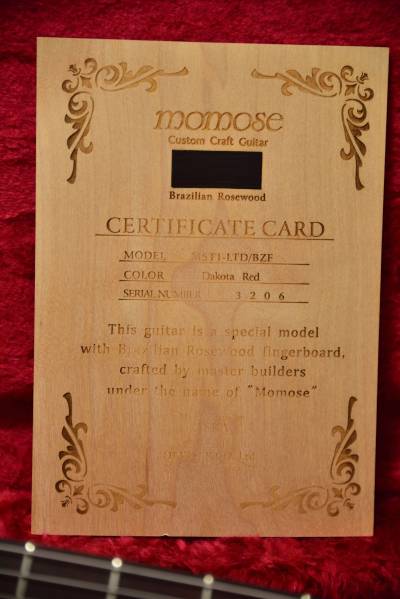 momose
Custom Craft Guitar
Brazilian Rosewood
CERTIFICATE CARD
MODEL MST1-LTD/BZF
COLOR Dakota Red
SERIAL NUMBER 3206
This guitar is a special model
with Brazilian Rosewood fingerboard,
crafted by master builders
under the name of "Momose"
Ltd.